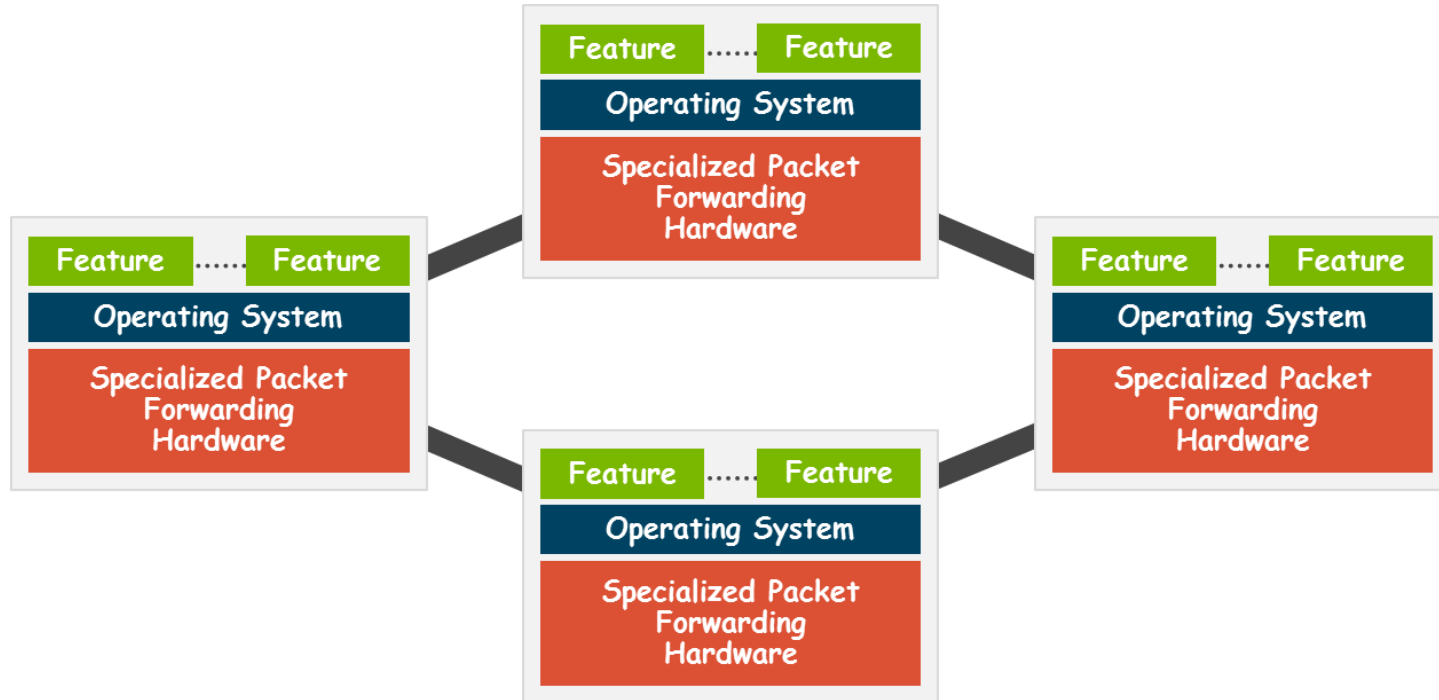 Feature ...... Feature
Operating System
Specialized Packet
Forwarding
Hardware
Feature ...... Feature
Operating System
Specialized Packet
Forwarding
Hardware
Feature ...... Feature
Operating System
Specialized Packet
Forwarding
Hardware
Feature ...... Feature
Operating System
Specialized Packet
Forwarding
Hardware